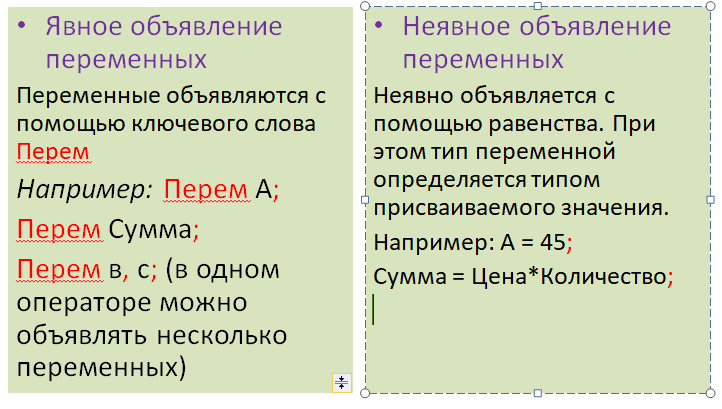 • Явное объявление
переменных
Переменные объявляются с
помощью ключевого слова
Перем
Например: Перем А;
Перем Сумма;
Перем в, с; (в одном
операторе можно
объявлять несколько
переменных)
• Неявное объявление
переменных
Неявно объявляется с
помощью равенства. При
этом тип переменной
определяется типом
присваиваемого значения.
Например: А = 45;
Сумма = Цена*Количество;